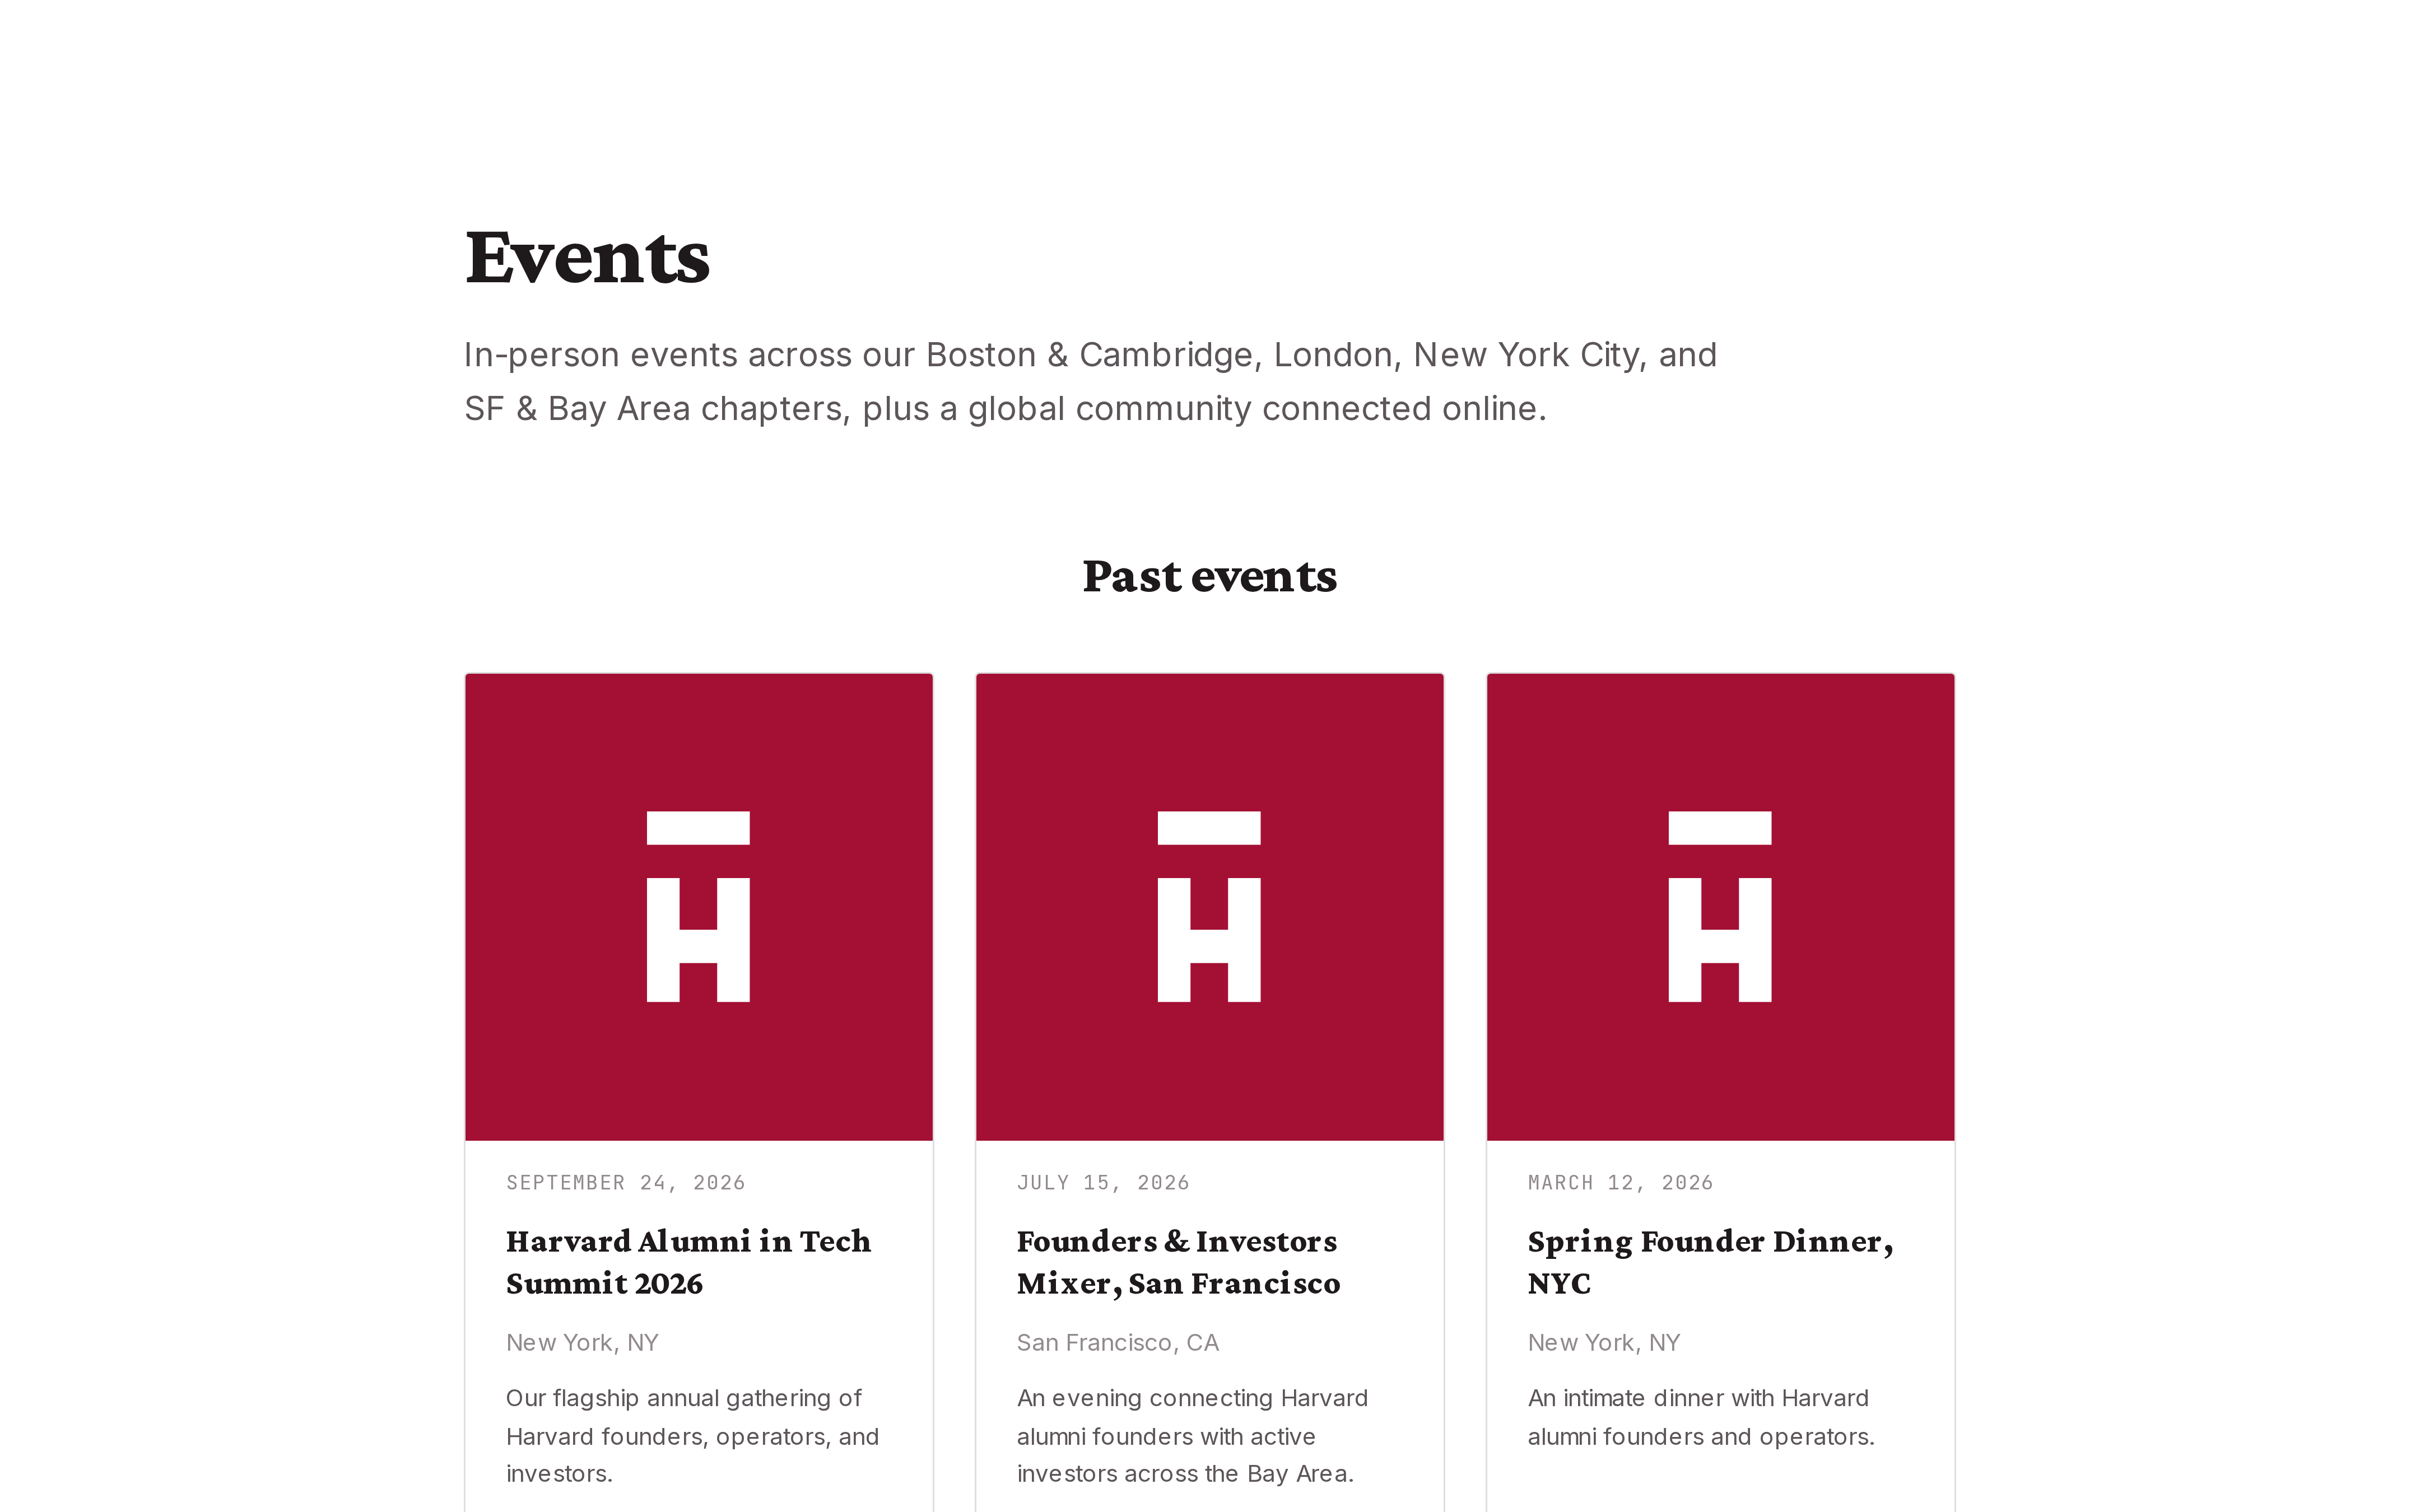 Events
In-person events across our Boston & Cambridge, London, New York City, and
SF & Bay Area chapters, plus a global community connected online.
Past events
H
H
H
SEPTEMBER 24, 2026
Harvard Alumni in Tech
Summit 2026
New York, NY
Our flagship annual gathering of
Harvard founders, operators, and
investors.
JULY 15, 2026
Founders & Investors
Mixer, San Francisco
San Francisco, CA
An evening connecting Harvard
alumni founders with active
investors across the Bay Area.
MARCH 12, 2026
Spring Founder Dinner,
NYC
New York, NY
An intimate dinner with Harvard
alumni founders and operators.